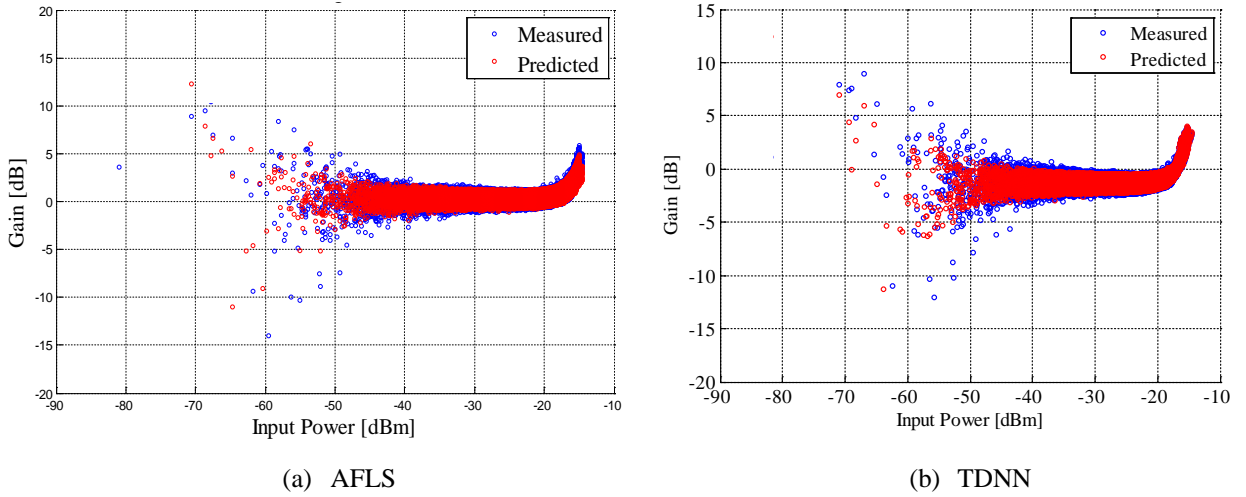 20
15
10
5
0
-5
-10
-15
-20
Gain [dB]
-90 -80 -70 -60 -50 -40 -30 -20 -10
Input Power [dBm]
Measured
Predicted
(a) AFLS
15
10
5
0
-5
-10
-15
-20
Gain [dB]
-90 -80 -70 -60 -50 -40 -30 -20 -10
Input Power [dBm]
Measured
Predicted
(b) TDNN